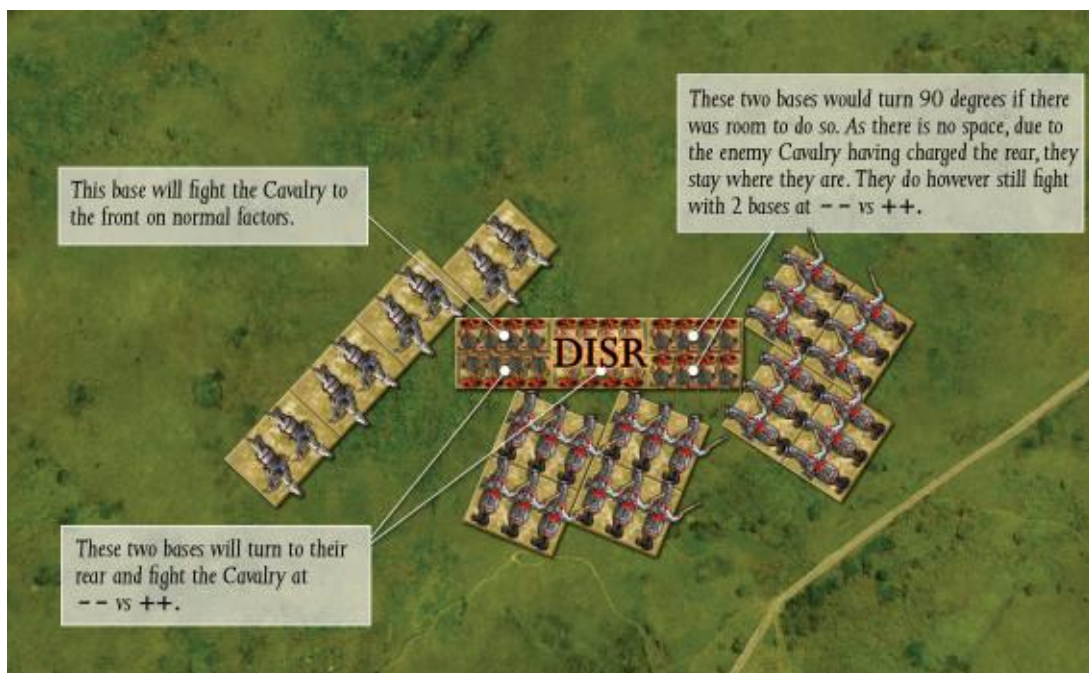 These two bases would turn 90 degrees if there
was room to do so. As there is no space, due to
the enemy Cavalry having charged the rear, they
stay where they are. They do however still fight
with 2 bases at – – vs ++.
This base will fight the Cavalry to
the front on normal factors.
DISR
These two bases will turn to their
rear and fight the Cavalry at
– – vs ++.